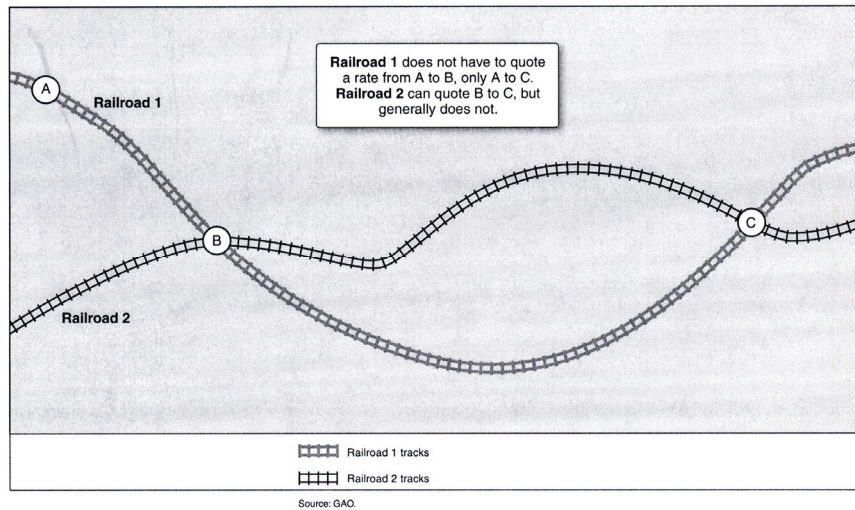 Railroad 1 does not have to quote
a rate from A to B, only A to C.
Railroad 2 can quote B to C, but
generally does not.
A
Railroad 1
B
C
Railroad 2
Railroad 1 tracks
Railroad 2 tracks
Source: GAO.